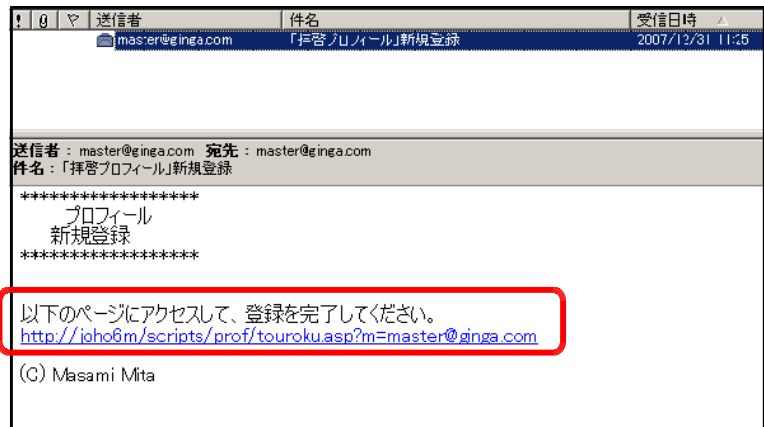 ! 0 送信者 件名 受信日時
master@ginga.com 「拝啓プロフィール」新規登録 2007/12/31 11:25
送信者： master@ginga.com 宛先： master@ginga.com
件名：「拝啓プロフィール」新規登録
******************
プロフィール
新規登録
******************
以下のページにアクセスして、登録を完了してください。
http://joho6m/scripts/prof/touroku.asp?m=master@ginga.com
(C) Masami Mita